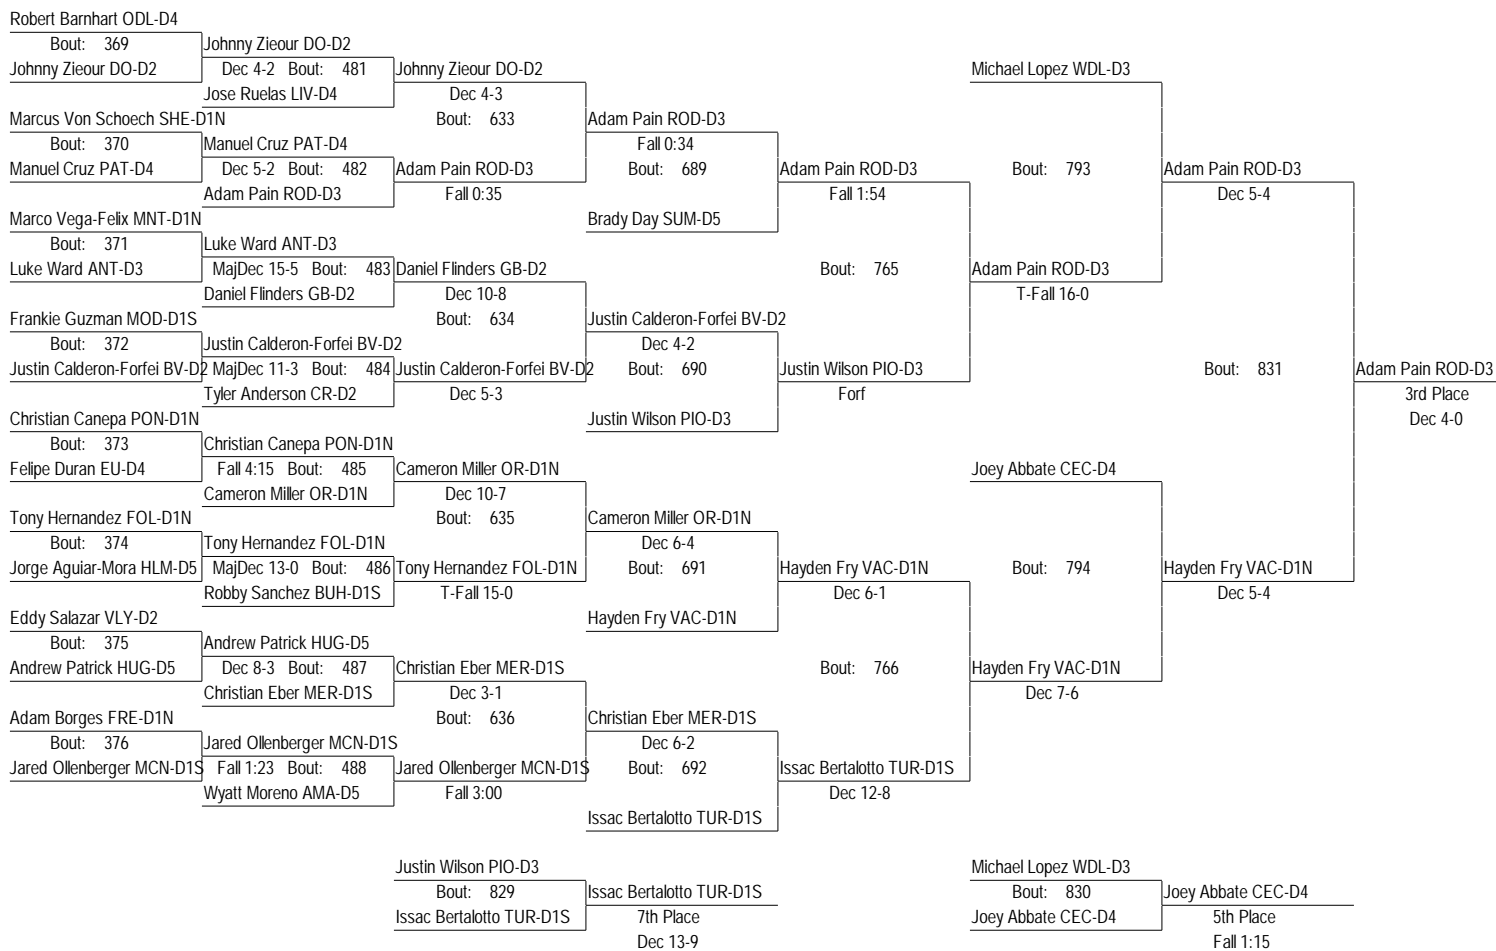 Robert Barnhart ODL-D4
Bout: 369 Johnny Zieour DO-D2
Johnny Zieour DO-D2 Dec 4-2 Bout: 481 Johnny Zieour DO-D2 Michael Lopez WDL-D3
Jose Ruelas LIV-D4 Dec 4-3
Marcus Von Schoech SHE-D1N Bout: 633 Adam Pain ROD-D3
Bout: 370 Manuel Cruz PAT-D4 Fall 0:34
Manuel Cruz PAT-D4 Dec 5-2 Bout: 482 Adam Pain ROD-D3 Bout: 689 Adam Pain ROD-D3 Bout: 793 Adam Pain ROD-D3
Adam Pain ROD-D3 Fall 0:35 Fall 1:54 Dec 5-4
Marco Vega-Felix MNT-D1N Brady Day SUM-D5
Bout: 371 Luke Ward ANT-D3
Luke Ward ANT-D3 MajDec 15-5 Bout: 483 Daniel Flinders GB-D2 Bout: 765 Adam Pain ROD-D3
Daniel Flinders GB-D2 Dec 10-8 T-Fall 16-0
Frankie Guzman MOD-D1S Bout: 634 Justin Calderon-Forfei BV-D2
Bout: 372 Justin Calderon-Forfei BV-D2 Dec 4-2
Justin Calderon-Forfei BV-D2 MajDec 11-3 Bout: 484 Justin Calderon-Forfei BV-D2 Bout: 690 Justin Wilson PIO-D3 Bout: 831 Adam Pain ROD-D3
Tyler Anderson CR-D2 Dec 5-3 Forf 3rd Place
Christian Canepa PON-D1N Justin Wilson PIO-D3 Dec 4-0
Bout: 373 Christian Canepa PON-D1N
Felipe Duran EU-D4 Fall 4:15 Bout: 485 Cameron Miller OR-D1N Joey Abbate CEC-D4
Cameron Miller OR-D1N Dec 10-7
Tony Hernandez FOL-D1N Bout: 635 Cameron Miller OR-D1N
Bout: 374 Tony Hernandez FOL-D1N Dec 6-4
Jorge Aguiar-Mora HLM-D5 MajDec 13-0 Bout: 486 Tony Hernandez FOL-D1N Bout: 691 Hayden Fry VAC-D1N Bout: 794 Hayden Fry VAC-D1N
Robby Sanchez BUH-D1S T-Fall 15-0 Dec 6-1 Dec 5-4
Eddy Salazar VLY-D2 Hayden Fry VAC-D1N
Bout: 375 Andrew Patrick HUG-D5
Andrew Patrick HUG-D5 Dec 8-3 Bout: 487 Christian Eber MER-D1S Bout: 766 Hayden Fry VAC-D1N
Christian Eber MER-D1S Dec 3-1 Dec 7-6
Adam Borges FRE-D1N Bout: 636 Christian Eber MER-D1S
Bout: 376 Jared Ollenberger MCN-D1S Dec 6-2
Jared Ollenberger MCN-D1S Fall 1:23 Bout: 488 Jared Ollenberger MCN-D1S Bout: 692 Issac Bertalotto TUR-D1S
Wyatt Moreno AMA-D5 Fall 3:00 Dec 12-8
Issac Bertalotto TUR-D1S
Justin Wilson PIO-D3 Michael Lopez WDL-D3
Bout: 829 Issac Bertalotto TUR-D1S Bout: 830 Joey Abbate CEC-D4
Issac Bertalotto TUR-D1S 7th Place Joey Abbate CEC-D4 5th Place
Dec 13-9 Fall 1:15